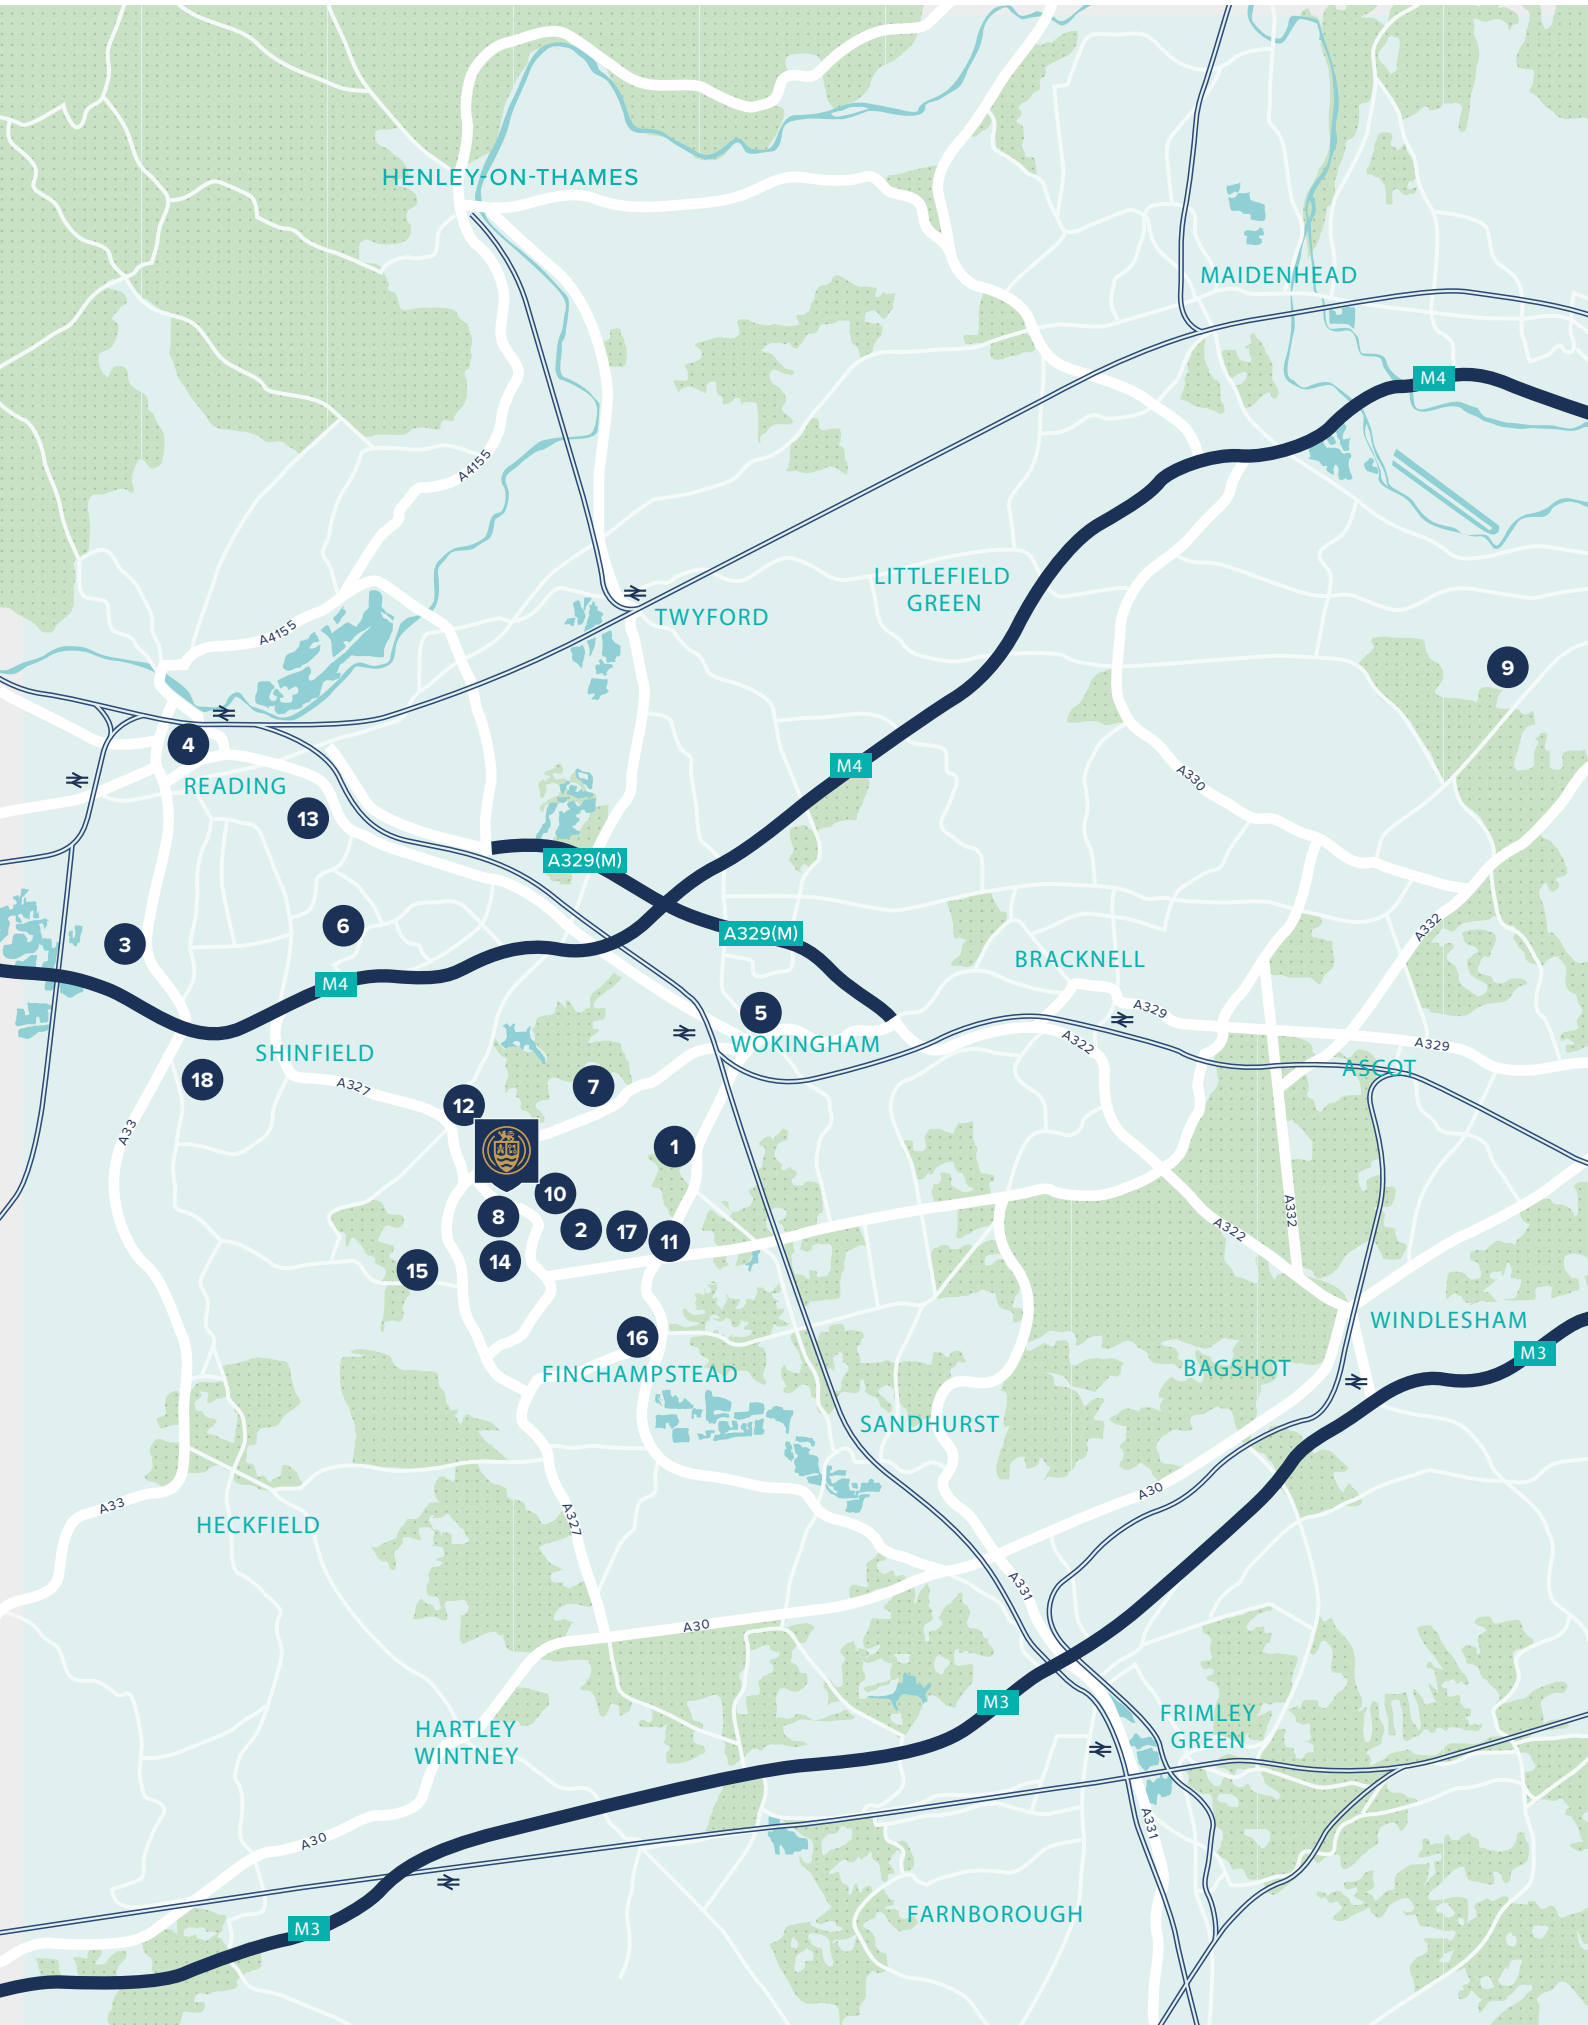 HENLEY-ON-THAMES
MAIDENHEAD
M4
A4155
LITTLEFIELD
GREEN
TWYFORD
A4155
9
4
READING
M4
A330
13
A329(M)
6
3
A329(M)
A332
BRACKNELL
M4
5
A329
WOKINGHAM
A322
A329
SHINFIELD
ASCOT
18
A327
7
12
A33
1
10
8
2
17
11
A332
A322
14
15
16
WINDLESHAM
M3
FINCHAMPSTEAD
BAGSHOT
SANDHURST
A30
A33
A327
HECKFIELD
A331
A30
M3
FRIMLEY
GREEN
HARTLEY
WINTNEY
A331
A30
M3
FARNBOROUGH